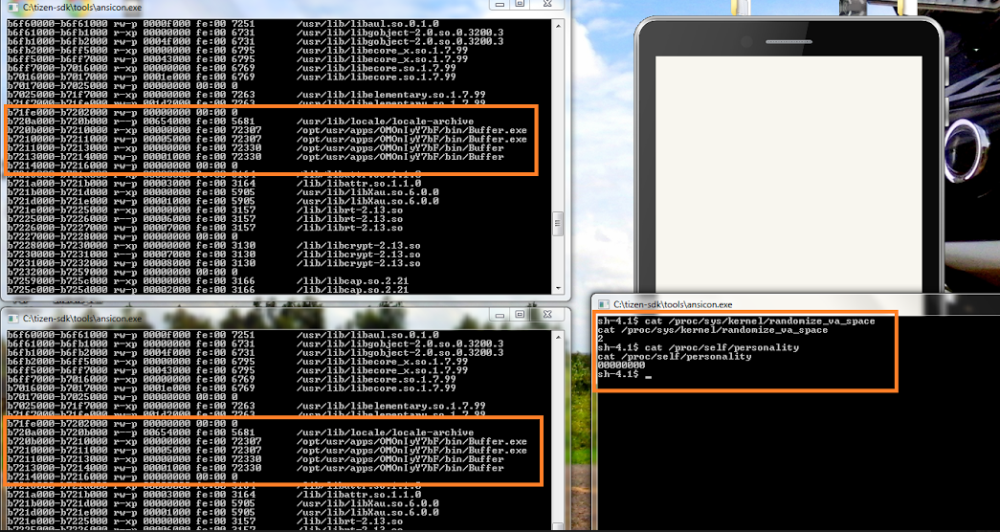 C:\tizen-sdk\tools\ansicon.exe
b6f60000-b6f61000 rw-p 0000f000 fe:00 7251 /usr/lib/libaul.so.0.1.0
b6f61000-b6fb1000 r-xp 00000000 fe:00 6731 /usr/lib/libgobject-2.0.so.0.3200.3
b6fb1000-b6fb2000 rw-p 0004f000 fe:00 6731 /usr/lib/libgobject-2.0.so.0.3200.3
b6fb2000-b6ff5000 r-xp 00000000 fe:00 6795 /usr/lib/libecore_x.so.1.7.99
b6ff5000-b6ff7000 rw-p 00043000 fe:00 6795 /usr/lib/libecore_x.so.1.7.99
b6ff7000-b7016000 r-xp 00000000 fe:00 6769 /usr/lib/libecore.so.1.7.99
b7016000-b7017000 rw-p 0001e000 fe:00 6769 /usr/lib/libecore.so.1.7.99
b7017000-b7025000 rw-p 00000000 00:00 0
b7025000-b71f7000 r-xp 00000000 fe:00 7263 /usr/lib/libelementary.so.1.7.99
b71f7000-b71fe000 rw-p 001d2000 fe:00 7263 /usr/lib/libelementary.so.1.7.99
b71fe000-b7202000 rw-p 00000000 00:00 0
b720a000-b720b000 r--p 00654000 fe:00 5681 /usr/lib/locale/locale-archive
b720b000-b7210000 r-xp 00000000 fe:00 72307 /opt/usr/apps/OMOnIyY7bF/bin/Buffer.exe
b7210000-b7211000 rw-p 00005000 fe:00 72307 /opt/usr/apps/OMOnIyY7bF/bin/Buffer.exe
b7211000-b7213000 r-xp 00000000 fe:00 72330 /opt/usr/apps/OMOnIyY7bF/bin/Buffer
b7213000-b7214000 rw-p 00001000 fe:00 72330 /opt/usr/apps/OMOnIyY7bF/bin/Buffer
b7214000-b7216000 rw-p 00000000 00:00 0
b721a000-b721b000 rw-p 00003000 fe:00 3164 /lib/libattr.so.1.1.0
b721b000-b721d000 r-xp 00000000 fe:00 5905 /usr/lib/libXau.so.6.0.0
b721d000-b721e000 rw-p 00001000 fe:00 5905 /usr/lib/libXau.so.6.0.0
b721e000-b7225000 r-xp 00000000 fe:00 3157 /lib/librt-2.13.so
b7225000-b7226000 r--p 00006000 fe:00 3157 /lib/librt-2.13.so
b7226000-b7227000 rw-p 00007000 fe:00 3157 /lib/librt-2.13.so
b7227000-b7228000 rw-p 00000000 00:00 0
b7228000-b7230000 r-xp 00000000 fe:00 3130 /lib/libcrypt-2.13.so
b7230000-b7231000 r--p 00007000 fe:00 3130 /lib/libcrypt-2.13.so
b7231000-b7232000 rw-p 00008000 fe:00 3130 /lib/libcrypt-2.13.so
b7232000-b7259000 rw-p 00000000 00:00 0
b7259000-b725c000 r-xp 00000000 fe:00 3166 /lib/libcap.so.2.21
b725c000-b725d000 rw-p 00002000 fe:00 3166 /lib/libcap.so.2.21
C:\tizen-sdk\tools\ansicon.exe
b6f60000-b6f61000 rw-p 0000f000 fe:00 7251 /usr/lib/libaul.so.0.1.0
b6f61000-b6fb1000 r-xp 00000000 fe:00 6731 /usr/lib/libgobject-2.0.so.0.3200.3
b6fb1000-b6fb2000 rw-p 0004f000 fe:00 6731 /usr/lib/libgobject-2.0.so.0.3200.3
b6fb2000-b6ff5000 r-xp 00000000 fe:00 6795 /usr/lib/libecore_x.so.1.7.99
b6ff5000-b6ff7000 rw-p 00043000 fe:00 6795 /usr/lib/libecore_x.so.1.7.99
b6ff7000-b7016000 r-xp 00000000 fe:00 6769 /usr/lib/libecore.so.1.7.99
b7016000-b7017000 rw-p 0001e000 fe:00 6769 /usr/lib/libecore.so.1.7.99
b7017000-b7025000 rw-p 00000000 00:00 0
b7025000-b71f7000 r-xp 00000000 fe:00 7263 /usr/lib/libelementary.so.1.7.99
b71f7000-b71fe000 rw-p 001d2000 fe:00 7263 /usr/lib/libelementary.so.1.7.99
b71fe000-b7202000 rw-p 00000000 00:00 0
b720a000-b720b000 r--p 00654000 fe:00 5681 /usr/lib/locale/locale-archive
b720b000-b7210000 r-xp 00000000 fe:00 72307 /opt/usr/apps/OMOnIyY7bF/bin/Buffer.exe
b7210000-b7211000 rw-p 00005000 fe:00 72307 /opt/usr/apps/OMOnIyY7bF/bin/Buffer.exe
b7211000-b7213000 r-xp 00000000 fe:00 72330 /opt/usr/apps/OMOnIyY7bF/bin/Buffer
b7213000-b7214000 rw-p 00001000 fe:00 72330 /opt/usr/apps/OMOnIyY7bF/bin/Buffer
b7214000-b7216000 rw-p 00000000 00:00 0
b721a000-b721b000 rw-p 00003000 fe:00 3164 /lib/libattr.so.1.1.0
b721b000-b721d000 r-xp 00000000 fe:00 5905 /usr/lib/libXau.so.6.0.0
b721d000-b721e000 rw-p 00001000 fe:00 5905 /usr/lib/libXau.so.6.0.0
b721e000-b7225000 r-xp 00000000 fe:00 3157 /lib/librt-2.13.so
b7225000-b7226000 r--p 00006000 fe:00 3157 /lib/librt-2.13.so
C:\tizen-sdk\tools\ansicon.exe
sh-4.1$ cat /proc/sys/kernel/randomize_va_space
cat /proc/sys/kernel/randomize_va_space
2
sh-4.1$ cat /proc/self/personality
cat /proc/self/personality
00000000
sh-4.1$ _